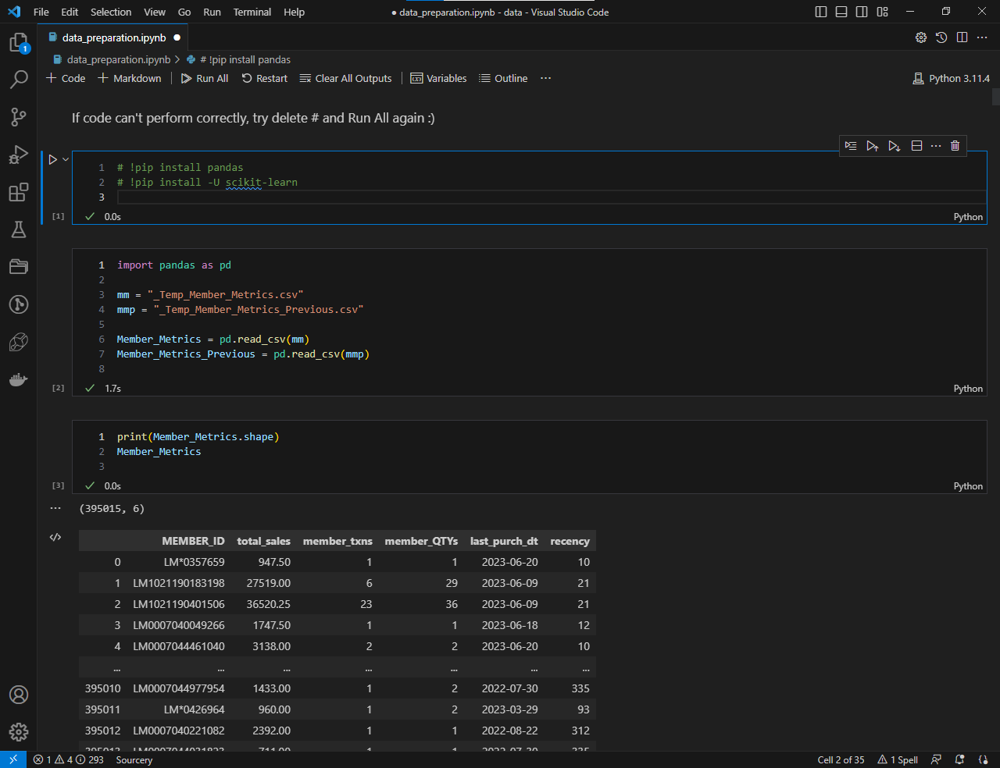 File Edit Selection View Go Run Terminal Help
● data_preparation.ipynb - data - Visual Studio Code
data_preparation.ipynb ●
data_preparation.ipynb > # !pip install pandas
+ Code + Markdown Run All Restart Clear All Outputs Variables Outline ... Python 3.11.4
If code can't perform correctly, try delete # and Run All again :)
1 # !pip install pandas
2 # !pip install -U scikit-learn
3
[1] 0.0s Python
1 import pandas as pd
2
3 mm = "_Temp_Member_Metrics.csv"
4 mmp = "_Temp_Member_Metrics_Previous.csv"
5
6 Member_Metrics = pd.read_csv(mm)
7 Member_Metrics_Previous = pd.read_csv(mmp)
8
[2] 1.7s Python
1 print(Member_Metrics.shape)
2 Member_Metrics
3
[3] 0.0s Python
... (395015, 6)
MEMBER_ID total_sales member_txns member_QTYs last_purch_dt recency
0 LM*0357659 947.50 1 1 2023-06-20 10
1 LM1021190183198 27519.00 6 29 2023-06-09 21
2 LM1021190401506 36520.25 23 36 2023-06-09 21
3 LM0007040049266 1747.50 1 1 2023-06-18 12
4 LM0007044461040 3138.00 2 2 2023-06-20 10
... ... ... ... ... ... ...
395010 LM0007044977954 1433.00 1 2 2022-07-30 335
395011 LM*0426964 960.00 1 2 2023-03-29 93
395012 LM0007040221082 2392.00 1 1 2022-08-22 312
1 4 293 Sourcery Cell 2 of 35 1 Spell